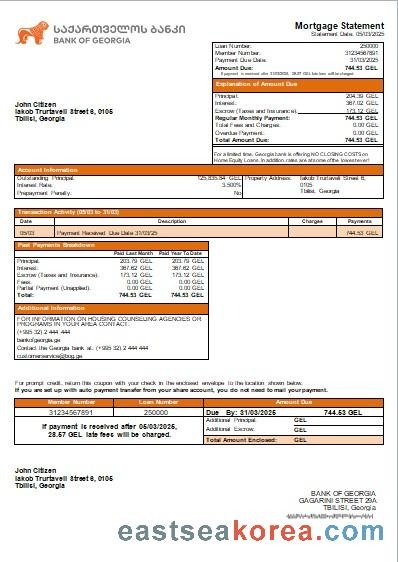 ᲡᲐᲥᲐᲠᲗᲕᲔᲚᲝᲡ ᲑᲐᲜᲙᲘ
BANK OF GEORGIA
Mortgage Statement
Statement Date: 05/03/2025
Loan Number: 250000
Member Number: 31234567891
Payment Due Date: 31/03/2025
Amount Due: 744.53 GEL
If payment is received after 31/03/2025, 28.57 GEL late fee will be charged.
John Citizen
Iakob Trurtaveli Street 6, 0105
Tbilisi, Georgia
Explanation of Amount Due
Principal: 204.39 GEL
Interest: 367.02 GEL
Escrow (Taxes and Insurance): 173.12 GEL
Regular Monthly Payment: 744.53 GEL
Total Fees and Charges: 0.00 GEL
Overdue Payment: 0.00 GEL
Total Amount Due: 744.53 GEL
For a limited time, Georgia bank is offering NO CLOSING COSTS on
Home Equity Loans. In addition, rates are at some of the lowest ever!
Account Information
Outstanding Principal: 125,835.84 GEL Property Address: Iakob Trurtaveli Street 6,
Interest Rate: 3.500% 0105
Prepayment Penalty: No Tbilisi, Georgia
Transaction Activity (05/03 to 31/03)
Date Description Charges Payments
05/03 Payment Received Due Date 31/03/25 744.53 GEL
Past Payments Breakdown
Paid Last Month Paid Year To Date
Principal: 203.79 GEL 203.79 GEL
Interest: 367.62 GEL 367.62 GEL
Escrow (Taxes and Insurance): 173.12 GEL 173.12 GEL
Fees: 0.00 GEL 0.00 GEL
Partial Payment (Unapplied): 0.00 GEL 0.00 GEL
Total: 744.53 GEL 744.53 GEL
Additional Information
FOR INFORMATION ON HOUSING COUNSELING AGENCIES OR
PROGRAMS IN YOUR AREA CONTACT:
(+995 32) 2 444 444
bankofgeorgia.ge
Contact the Georgia bank at. (+995 32) 2 444 444
customerservice@bog.ge
For prompt credit, return this coupon with your check in the enclosed envelope to the location shown below.
If you are set up with auto payment transfer from your share account, you do not need to mail your payment.
Member Number Loan Number Amount Due
31234567891 250000 Due By: 31/03/2025 744.53 GEL
If payment is received after 05/03/2025,
28.57 GEL late fees will be charged.
Additional Principal: GEL
Additional Escrow: GEL
Total Amount Enclosed: GEL
John Citizen
Iakob Trurtaveli Street 6, 0105
Tbilisi, Georgia
BANK OF GEORGIA
GAGARINI STREET 29A
TBILISI, Georgia
eastseakorea.com